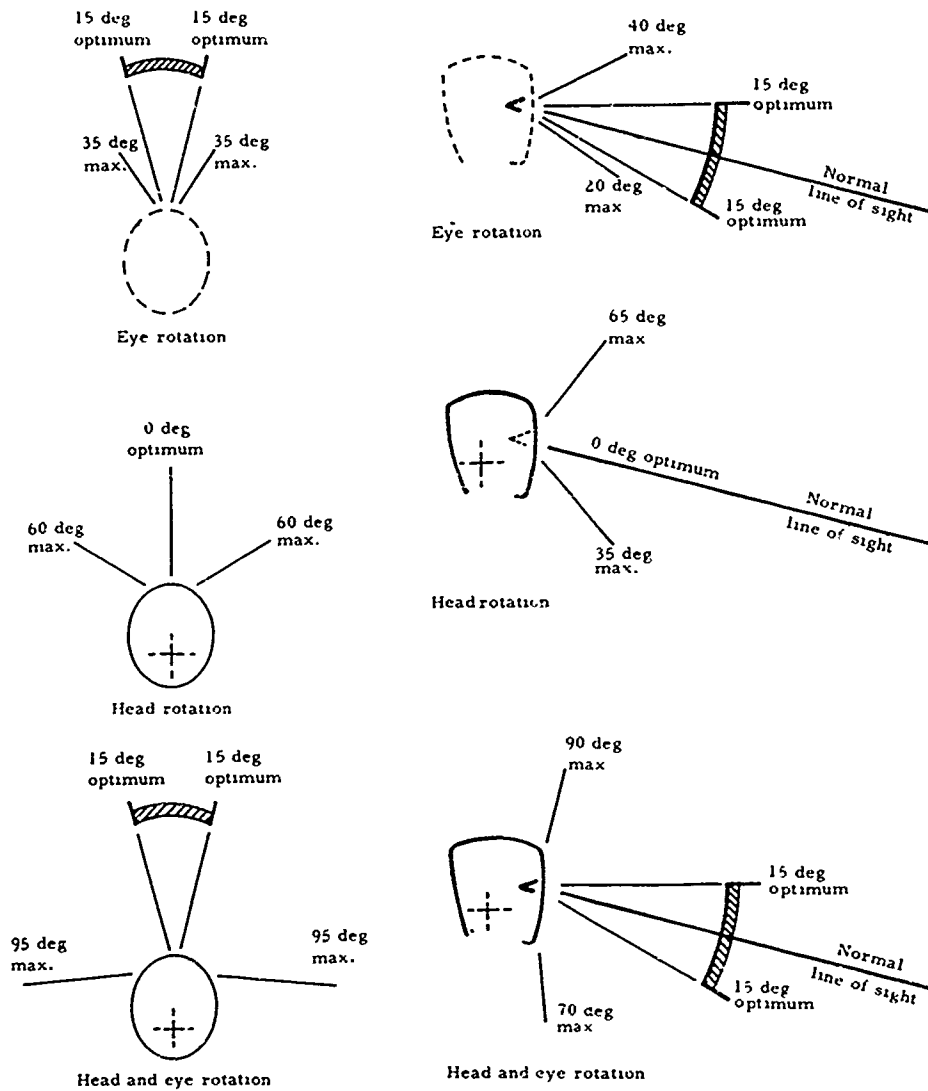 15 deg
optimum
15 deg
optimum
35 deg
max.
35 deg
max.
Eye rotation
40 deg
max.
15 deg
optimum
Normal
line of sight
20 deg
max
15 deg
optimum
Eye rotation
0 deg
optimum
60 deg
max.
60 deg
max.
Head rotation
65 deg
max
0 deg optimum
Normal
line of sight
35 deg
max.
Head rotation
15 deg
optimum
15 deg
optimum
95 deg
max.
95 deg
max.
Head and eye rotation
90 deg
max
15 deg
optimum
Normal
line of sight
15 deg
optimum
70 deg
max
Head and eye rotation